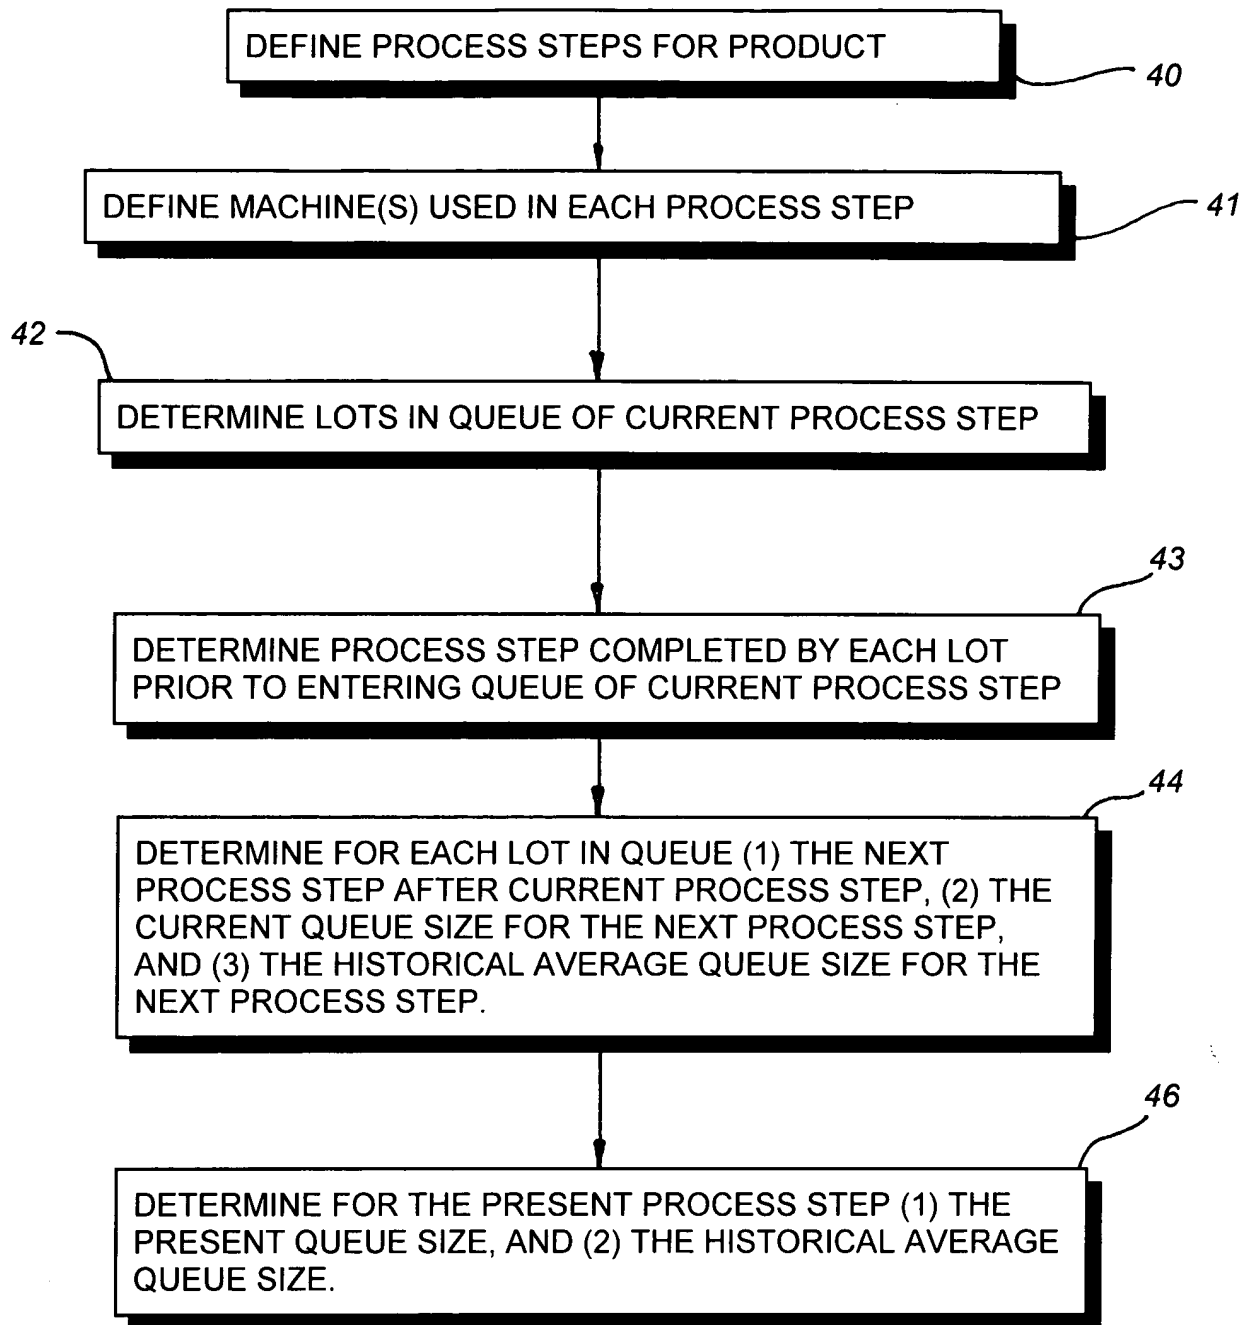 DEFINE PROCESS STEPS FOR PRODUCT
40
DEFINE MACHINE(S) USED IN EACH PROCESS STEP
41
42
DETERMINE LOTS IN QUEUE OF CURRENT PROCESS STEP
43
DETERMINE PROCESS STEP COMPLETED BY EACH LOT
PRIOR TO ENTERING QUEUE OF CURRENT PROCESS STEP
44
DETERMINE FOR EACH LOT IN QUEUE (1) THE NEXT
PROCESS STEP AFTER CURRENT PROCESS STEP, (2) THE
CURRENT QUEUE SIZE FOR THE NEXT PROCESS STEP,
AND (3) THE HISTORICAL AVERAGE QUEUE SIZE FOR THE
NEXT PROCESS STEP.
46
DETERMINE FOR THE PRESENT PROCESS STEP (1) THE
PRESENT QUEUE SIZE, AND (2) THE HISTORICAL AVERAGE
QUEUE SIZE.